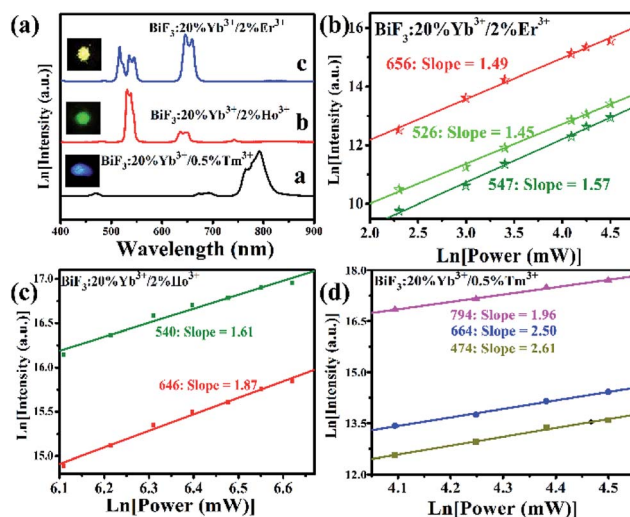 (a)
BiF3:20%Yb3+/2%Er3+
c
BiF3:20%Yb3+/2%Ho3+
b
BiF3:20%Yb3+/0.5%Tm3+
a
Ln[Intensity (a.u.)]
400 500 600 700 800 900
Wavelength (nm)
(b)
BiF3:20%Yb3+/2%Er3+
16
14
12
10
656: Slope = 1.49
526: Slope = 1.45
547: Slope = 1.57
Ln[Intensity (a.u.)]
2.0 2.5 3.0 3.5 4.0 4.5
Ln[Power (mW)]
(c)
BiF3:20%Yb3+/2%Ho3+
17.0
16.5
16.0
15.5
15.0
540: Slope = 1.61
646: Slope = 1.87
Ln[Intensity (a.u.)]
6.1 6.2 6.3 6.4 6.5 6.6
Ln[Power (mW)]
(d)
BiF3:20%Yb3+/0.5%Tm3+
18.0
16.5
15.0
13.5
12.0
794: Slope = 1.96
664: Slope = 2.50
474: Slope = 2.61
Ln[Intensity (a.u.)]
4.1 4.2 4.3 4.4 4.5
Ln[Power (mW)]